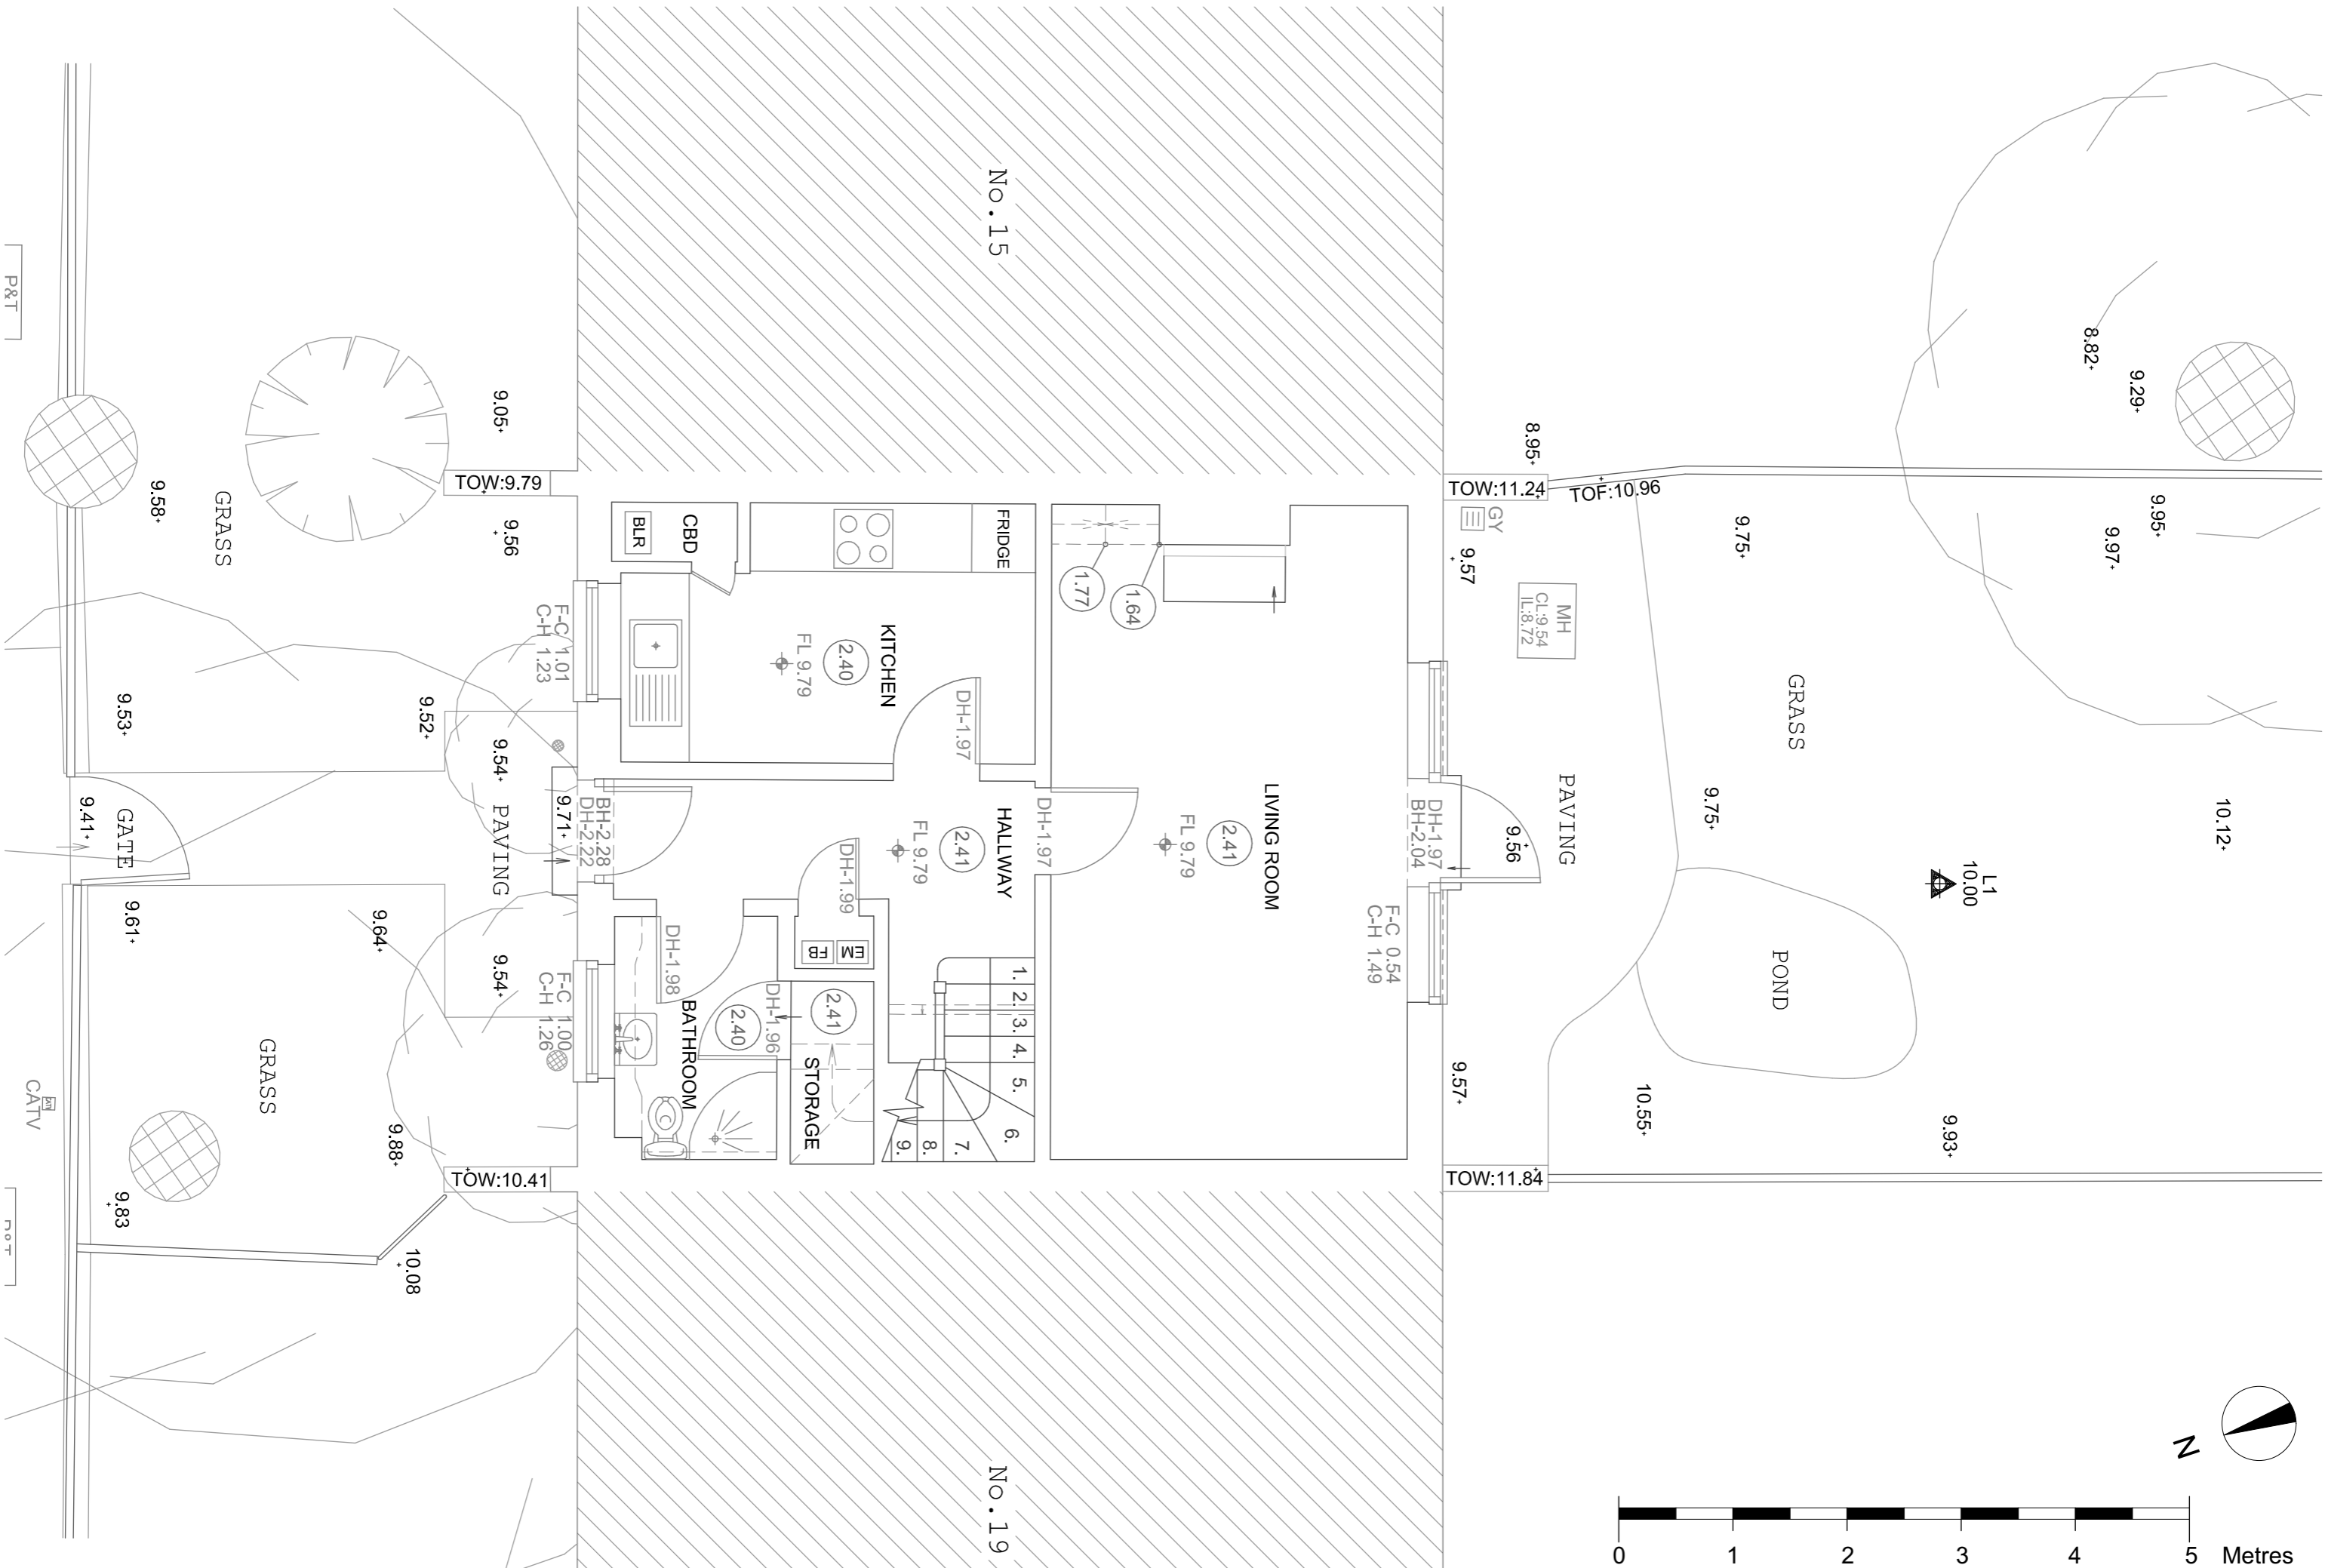 No.15
P&T
GRASS
9.58
9.05
TOW:9.79
9.56
F-C 1.01
C-H 1.23
9.53
9.52
9.54
PAVING
9.71
BH-2.28
DH-2.22
9.41
GATE
9.61
9.64
9.54
F-C 1.00
C-H 1.26
GRASS
CATV
9.88
TOW:10.41
9.83
10.08
CBD
BLR
FRIDGE
KITCHEN
2.40
FL 9.79
DH-1.97
HALLWAY
2.41
FL 9.79
DH-1.97
DH-1.99
EM
FB
DH-1.98
BATHROOM
2.40
DH-1.96
2.41
STORAGE
1.
2.
3.
4.
5.
6.
7.
8.
9.
1.77
1.64
LIVING ROOM
2.41
FL 9.79
DH-1.97
BH-2.04
F-C 0.54
C-H 1.49
8.95
TOW:11.24
TOF:10.96
GY
9.57
MH
CL:9.54
IL:8.72
PAVING
9.56
9.57
TOW:11.84
8.82
9.29
9.95
9.97
9.75
GRASS
9.75
10.12
L1
10.00
POND
10.55
9.93
No.19
N
0 1 2 3 4 5 Metres